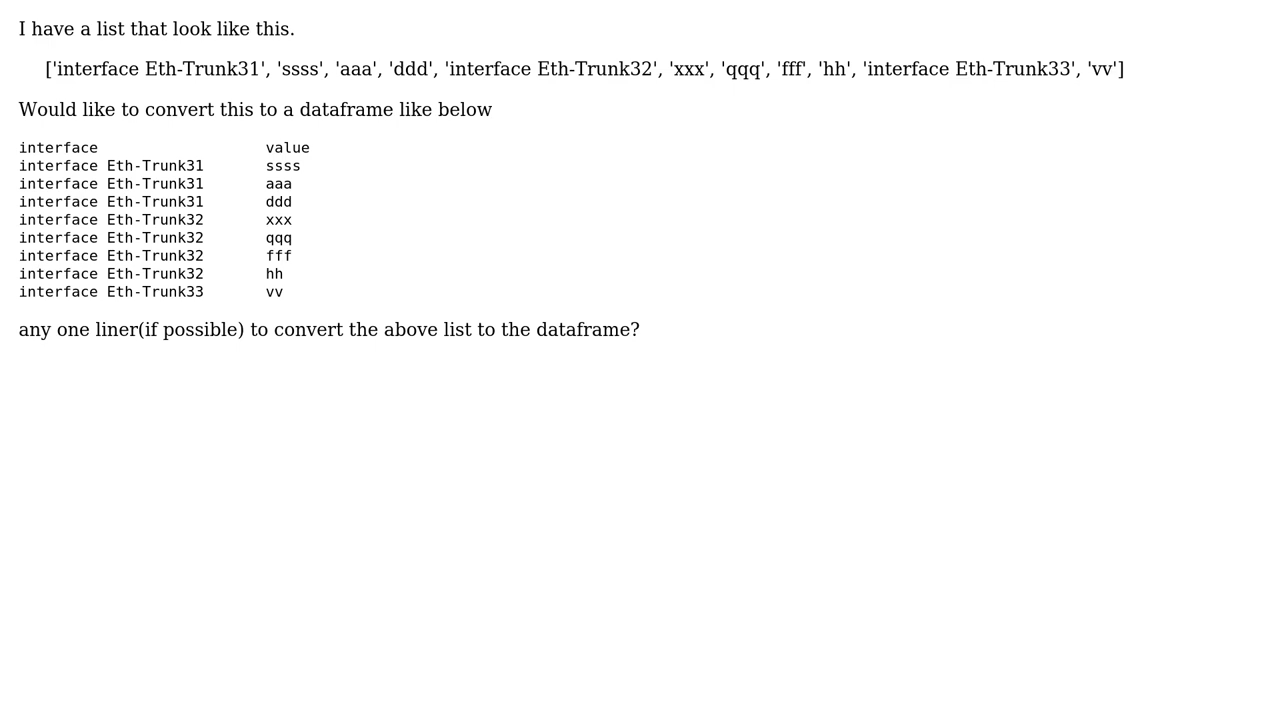 I have a list that look like this.
['interface Eth-Trunk31', 'ssss', 'aaa', 'ddd', 'interface Eth-Trunk32', 'xxx', 'qqq', 'fff', 'hh', 'interface Eth-Trunk33', 'vv']
Would like to convert this to a dataframe like below
interface                   value
interface Eth-Trunk31       ssss
interface Eth-Trunk31       aaa
interface Eth-Trunk31       ddd
interface Eth-Trunk32       xxx
interface Eth-Trunk32       qqq
interface Eth-Trunk32       fff
interface Eth-Trunk32       hh
interface Eth-Trunk33       vv
any one liner(if possible) to convert the above list to the dataframe?